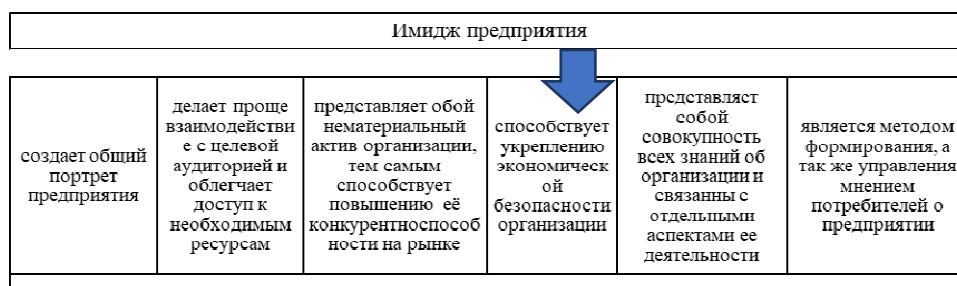 Имидж предприятия
создает общий
портрет
предприятия
делает проще
взаимодействи
е с целевой
аудиторией и
облегчает
доступ к
необходимым
ресурсам
представляет обой
нематериальный
актив организации,
тем самым
способствует
повышению её
конкурентноспособ
ности на рынке
способствует
укреплению
экономическ
ой
безопасности
организации
представляет
собой
совокупность
всех знаний об
организации и
связанны с
отдельными
аспектами ее
деятельности
является методом
формирования, а
так же управления
мнением
потребителей о
предприятии